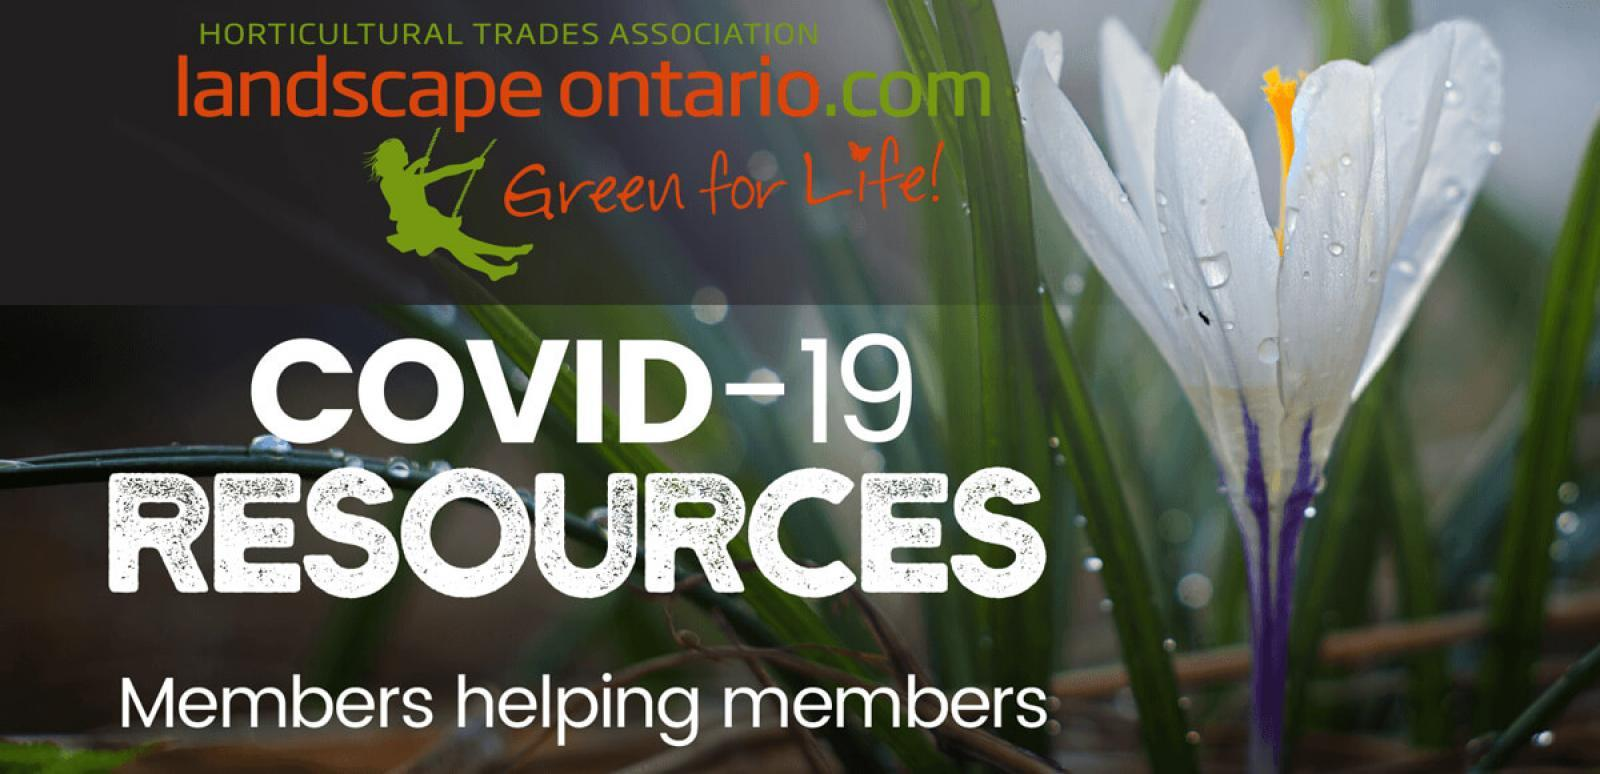 HORTICULTURAL TRADES ASSOCIATION
landscape ontario.com
Green for Life!
COVID-19
RESOURCES
Members helping members